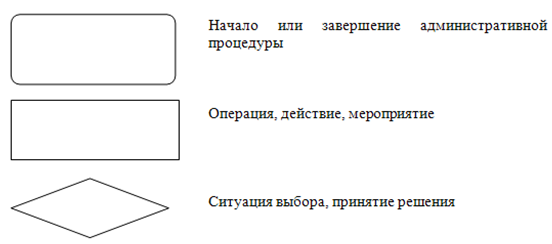 Начало или завершение административной
процедуры
Операция, действие, мероприятие
Ситуация выбора, принятие решения